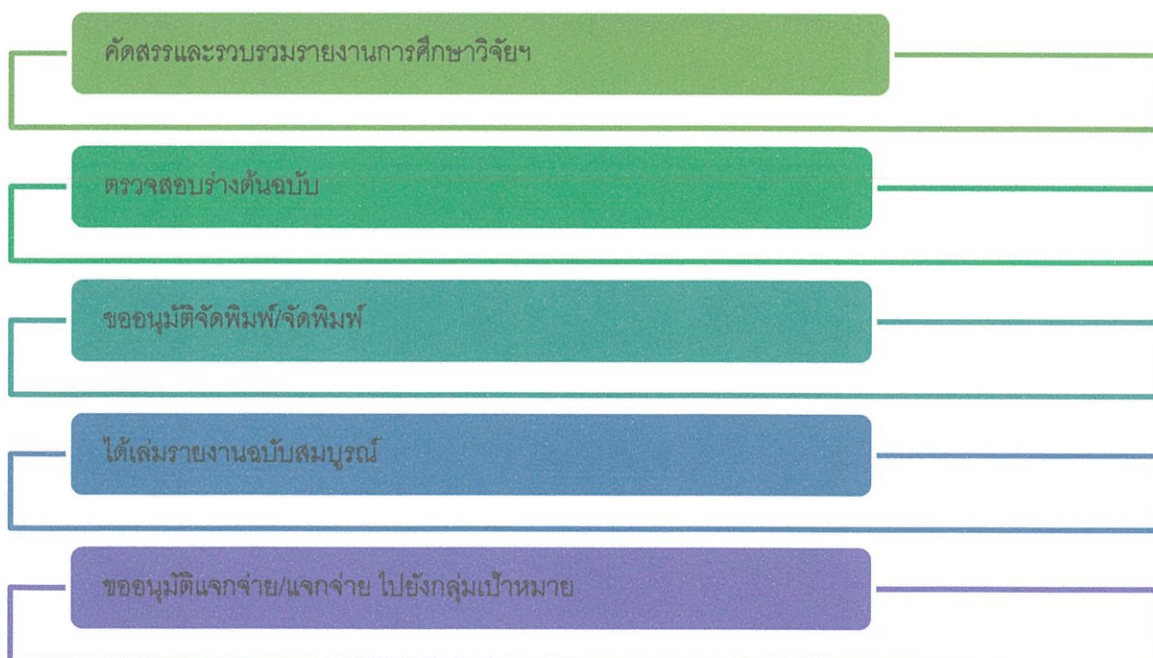 คัดสรรและรวบรวมรายงานการศึกษาวิจัยฯ
ตรวจสอบร่างต้นฉบับ
ขออนุมัติจัดพิมพ์/จัดพิมพ์
ได้เล่มรายงานฉบับสมบูรณ์
ขออนุมัติแจกจ่าย/แจกจ่าย ไปยังกลุ่มเป้าหมาย